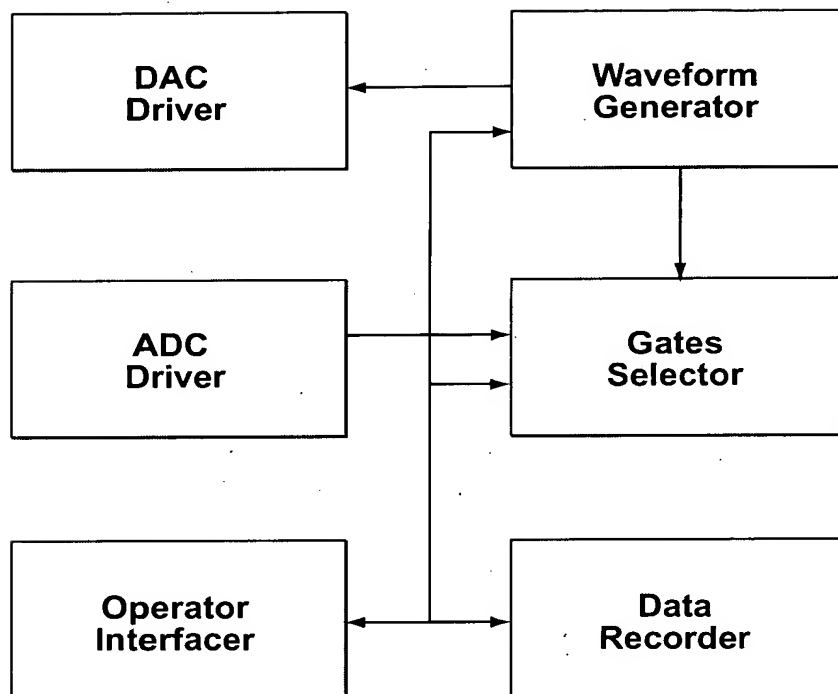 DAC
Driver
Waveform
Generator
ADC
Driver
Gates
Selector
Operator
Interfacer
Data
Recorder